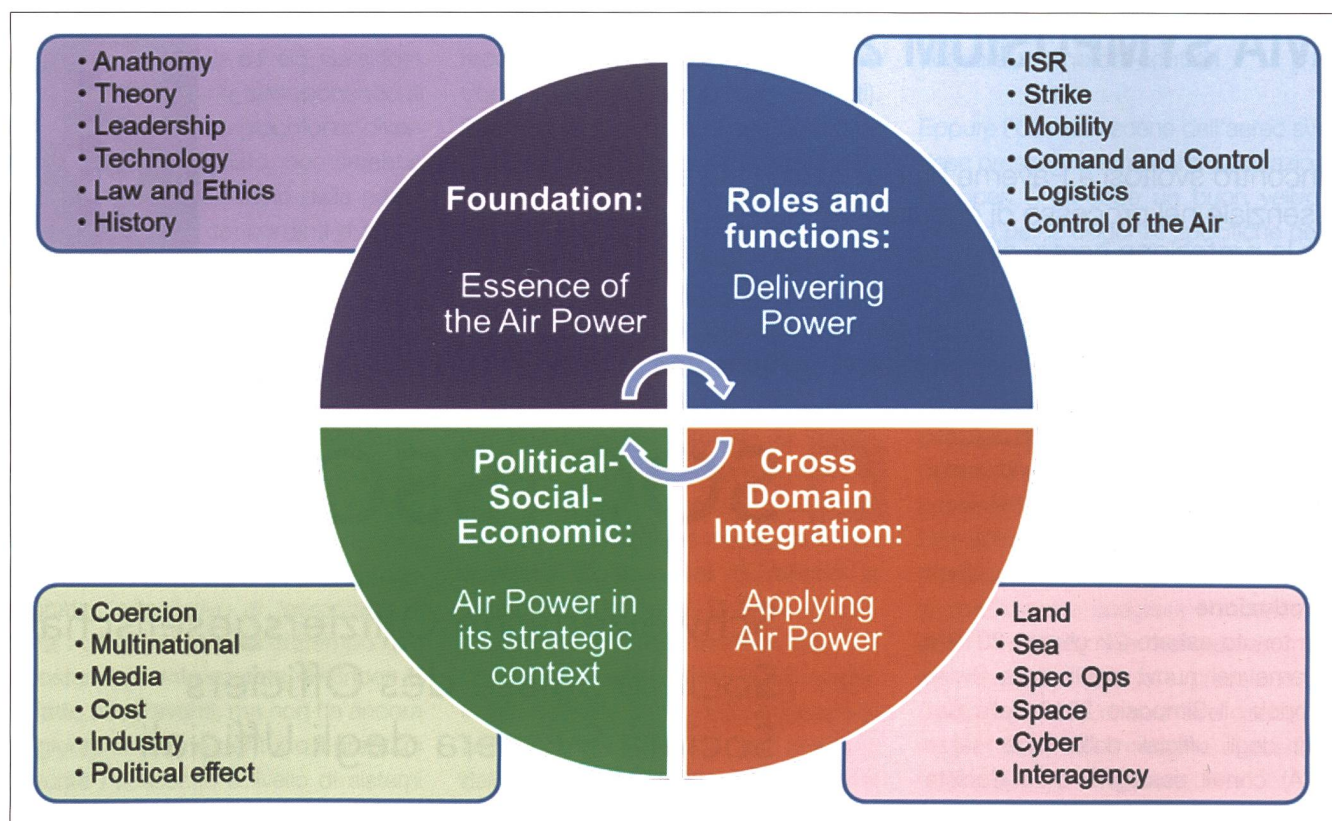 • Anathomy
• Theory
• Leadership
• Technology
• Law and Ethics
• History
Foundation:
Essence of
the Air Power
Roles and
functions:
Delivering
Power
• ISR
• Strike
• Mobility
• Comand and Control
• Logistics
• Control of the Air
Political-
Social-
Economic:
Air Power in
its strategic
context
• Coercion
• Multinational
• Media
• Cost
• Industry
• Political effect
Cross
Domain
Integration:
Applying
Air Power
• Land
• Sea
• Spec Ops
• Space
• Cyber
• Interagency